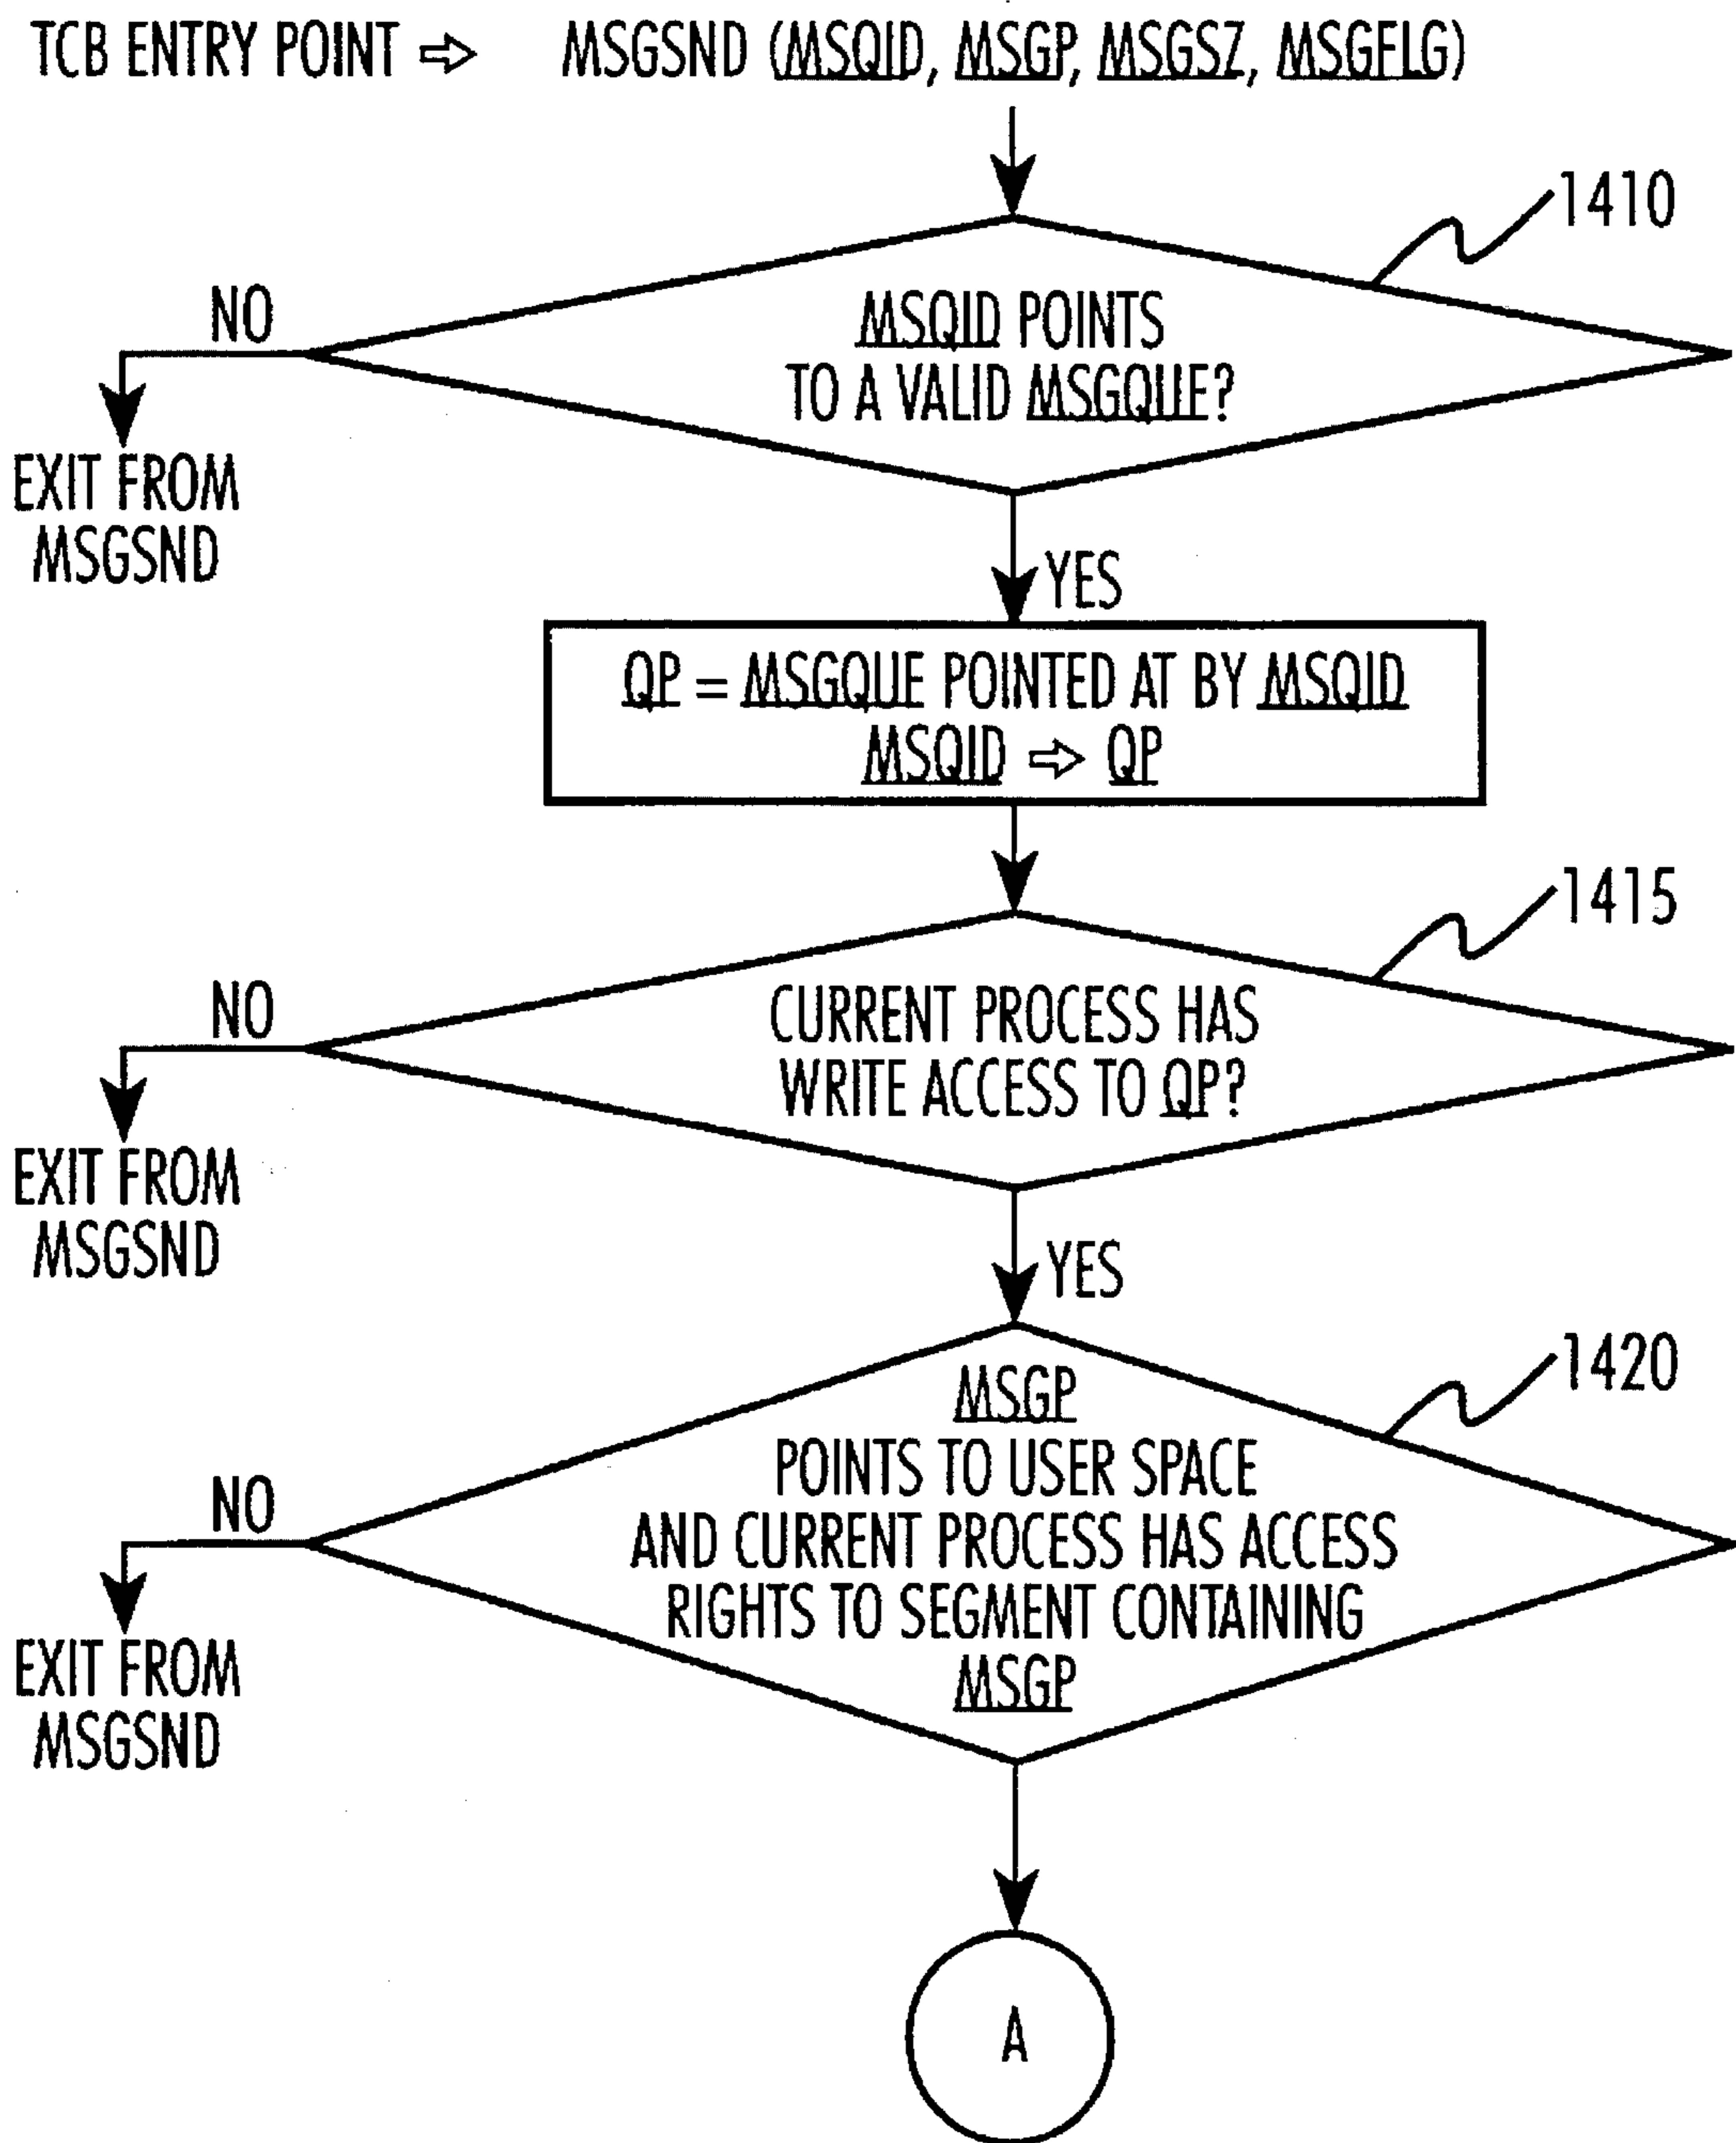 TCB ENTRY POINT ⇨ MSGSND (MSQID, MSGP, MSGSZ, MSGFLG)
1410
NO
MSQID POINTS
TO A VALID MSGQUE?
EXIT FROM
MSGSND
YES
QP = MSGQUE POINTED AT BY MSQID
MSQID ⇨ QP
1415
NO
CURRENT PROCESS HAS
WRITE ACCESS TO QP?
EXIT FROM
MSGSND
YES
1420
MSGP
POINTS TO USER SPACE
NO
AND CURRENT PROCESS HAS ACCESS
RIGHTS TO SEGMENT CONTAINING
MSGP
EXIT FROM
MSGSND
A